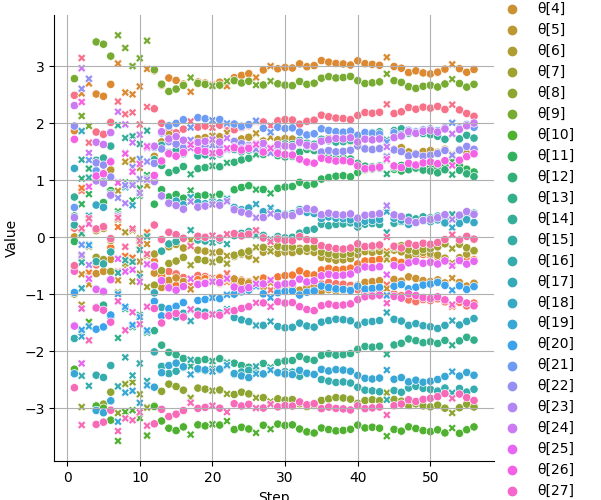 Value
3
2
1
0
−1
−2
−3
0
10
20
30
40
50
Step
θ[4]
θ[5]
θ[6]
θ[7]
θ[8]
θ[9]
θ[10]
θ[11]
θ[12]
θ[13]
θ[14]
θ[15]
θ[16]
θ[17]
θ[18]
θ[19]
θ[20]
θ[21]
θ[22]
θ[23]
θ[24]
θ[25]
θ[26]
θ[27]